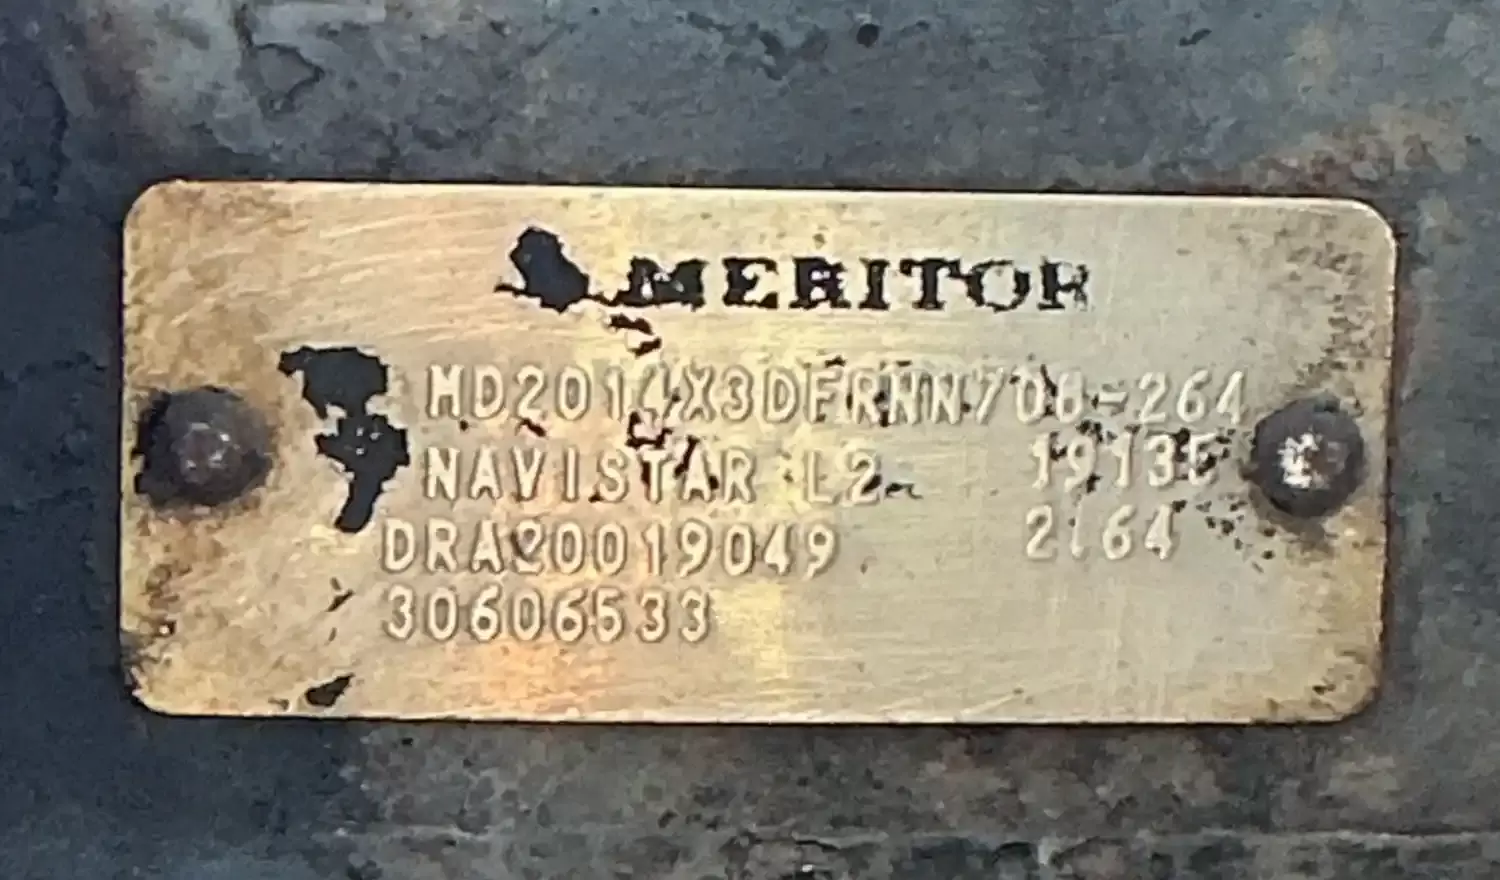 MERITOR
MD2014X3DFRNN708-264
NAVISTAR L2 1913E
DRA20019049 2.64
30606533